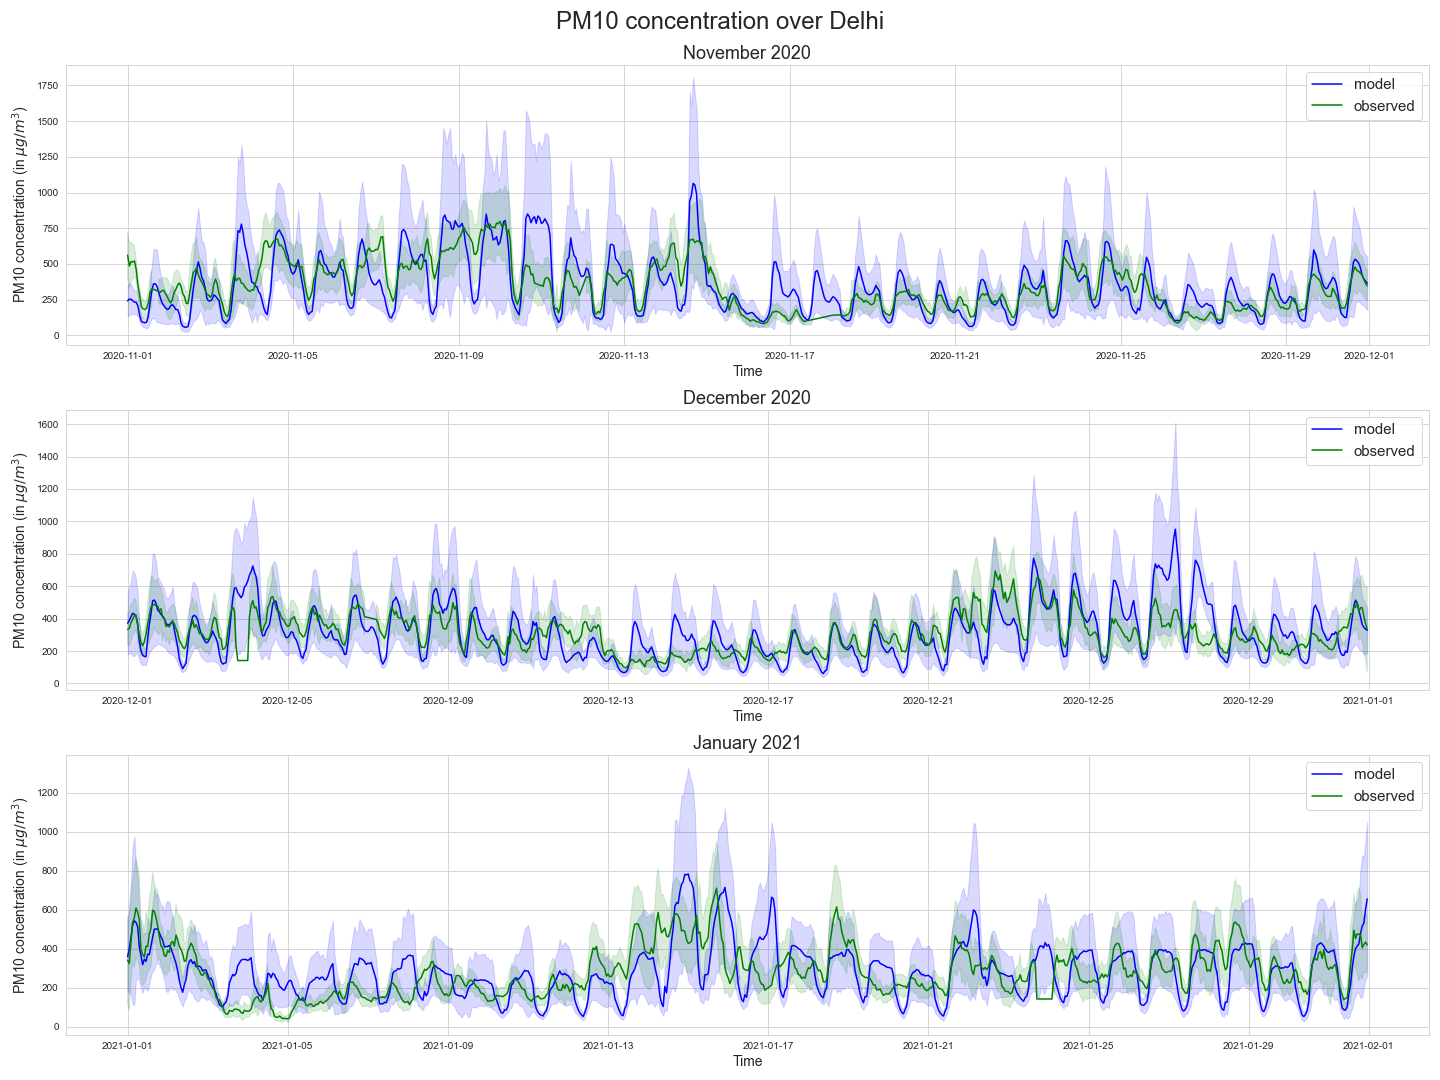 PM10 concentration over Delhi
November 2020
PM10 concentration (in μg/m³)
1750
1500
1250
1000
750
500
250
0
model
observed
2020-11-01 2020-11-05 2020-11-09 2020-11-13 2020-11-17 2020-11-21 2020-11-25 2020-11-29 2020-12-01
Time
December 2020
PM10 concentration (in μg/m³)
1600
1400
1200
1000
800
600
400
200
0
model
observed
2020-12-01 2020-12-05 2020-12-09 2020-12-13 2020-12-17 2020-12-21 2020-12-25 2020-12-29 2021-01-01
Time
January 2021
PM10 concentration (in μg/m³)
1200
1000
800
600
400
200
0
model
observed
2021-01-01 2021-01-05 2021-01-09 2021-01-13 2021-01-17 2021-01-21 2021-01-25 2021-01-29 2021-02-01
Time